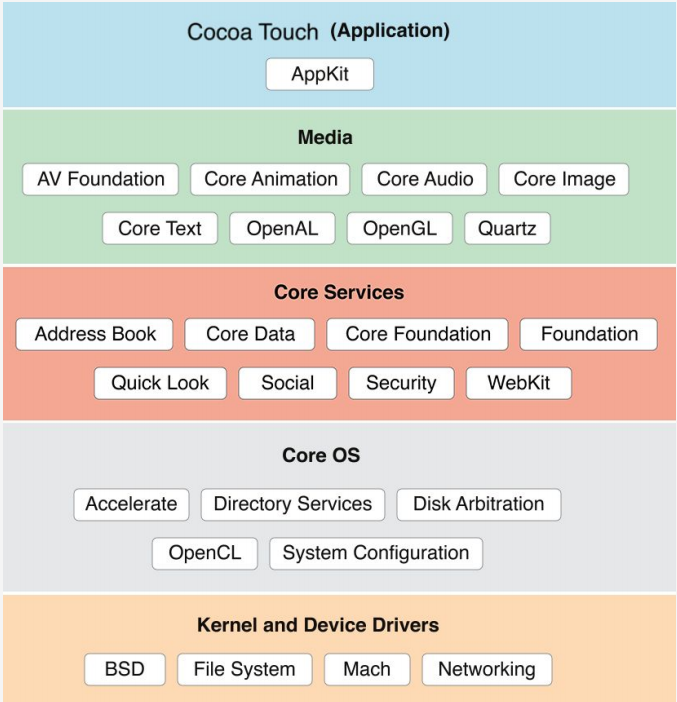 Cocoa Touch (Application)
AppKit
Media
AV Foundation Core Animation Core Audio Core Image
Core Text OpenAL OpenGL Quartz
Core Services
Address Book Core Data Core Foundation Foundation
Quick Look Social Security WebKit
Core OS
Accelerate Directory Services Disk Arbitration
OpenCL System Configuration
Kernel and Device Drivers
BSD File System Mach Networking